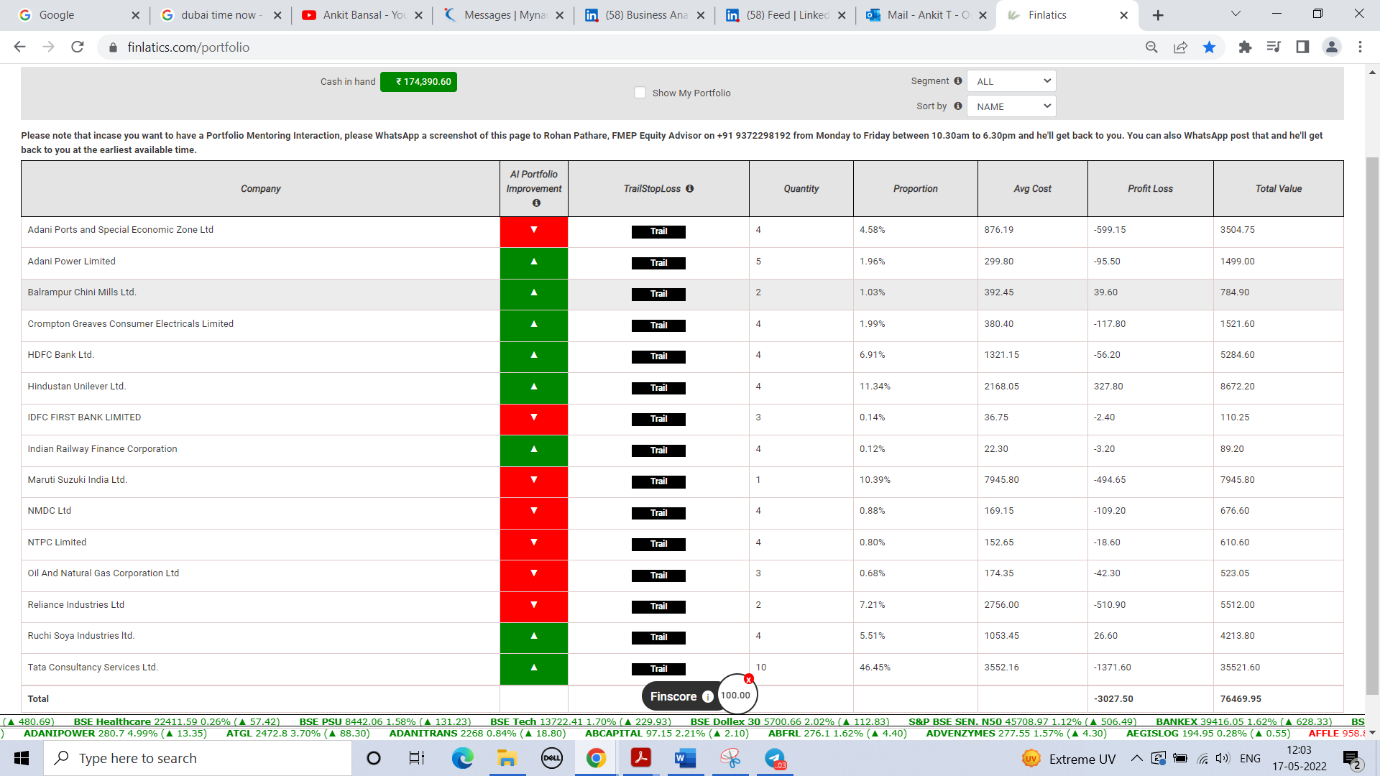 Google
dubai time now -
Ankit Bansal - You
Messages | Myna
(58) Business Ana
(58) Feed | Linked
Mail - Ankit T - O
Finlatics
finlatics.com/portfolio
Cash in hand ₹ 174,390.60
Show My Portfolio
Segment ALL
Sort by NAME
Please note that incase you want to have a Portfolio Mentoring Interaction, please WhatsApp a screenshot of this page to Rohan Pathare, FMEP Equity Advisor on +91 9372298192 from Monday to Friday between 10.30am to 6.30pm and he'll get back to you. You can also WhatsApp post that and he'll get
back to you at the earliest available time.
Company AI Portfolio Improvement TrailStopLoss Quantity Proportion Avg Cost Profit Loss Total Value
Adani Ports and Special Economic Zone Ltd ▼ Trail 4 4.58% 876.19 -599.15 3504.75
Adani Power Limited ▲ Trail 5 1.96% 299.80 -95.50 1499.00
Balrampur Chini Mills Ltd. ▲ Trail 2 1.03% 392.45 39.60 784.90
Crompton Greaves Consumer Electricals Limited ▲ Trail 4 1.99% 380.40 -117.80 1521.60
HDFC Bank Ltd. ▲ Trail 4 6.91% 1321.15 -56.20 5284.60
Hindustan Unilever Ltd. ▲ Trail 4 11.34% 2168.05 327.80 8672.20
IDFC FIRST BANK LIMITED ▼ Trail 3 0.14% 36.75 -2.40 110.25
Indian Railway Finance Corporation ▲ Trail 4 0.12% 22.30 -3.20 89.20
Maruti Suzuki India Ltd. ▼ Trail 1 10.39% 7945.80 -494.65 7945.80
NMDC Ltd ▼ Trail 4 0.88% 169.15 -109.20 676.60
NTPC Limited ▼ Trail 4 0.80% 152.65 -18.60 610.60
Oil And Natural Gas Corporation Ltd ▼ Trail 3 0.68% 174.35 -42.30 523.05
Reliance Industries Ltd ▼ Trail 2 7.21% 2756.00 -510.90 5512.00
Ruchi Soya Industries ltd. ▲ Trail 4 5.51% 1053.45 26.60 4213.80
Tata Consultancy Services Ltd. ▲ Trail 10 46.45% 3552.16 -1371.60 35521.60
Total -3027.50 76469.95
Finscore i 100.00 x
(▲ 480.69) BSE Healthcare 22411.59 0.26% (▲ 57.42) BSE PSU 8442.06 1.58% (▲ 131.23) BSE Tech 13722.41 1.70% (▲ 229.93) BSE Dollex 30 5700.66 2.02% (▲ 112.83) S&P BSE SEN. N50 45708.97 1.12% (▲ 506.49) BANKEX 39416.05 1.62% (▲ 628.33) BS
) ADANIPOWER 280.7 4.99% (▲ 13.35) ATGL 2472.8 3.70% (▲ 88.30) ADANITRANS 2268 0.84% (▲ 18.80) ABCAPITAL 97.15 2.21% (▲ 2.10) ABFRL 276.1 1.62% (▲ 4.40) ADVENZYMES 277.55 1.57% (▲ 4.30) AEGISLOG 194.95 0.28% (▲ 0.55) AFFLE 958.8
Type here to search
DELL
UV Extreme UV ENG 12:03
17-05-2022
2